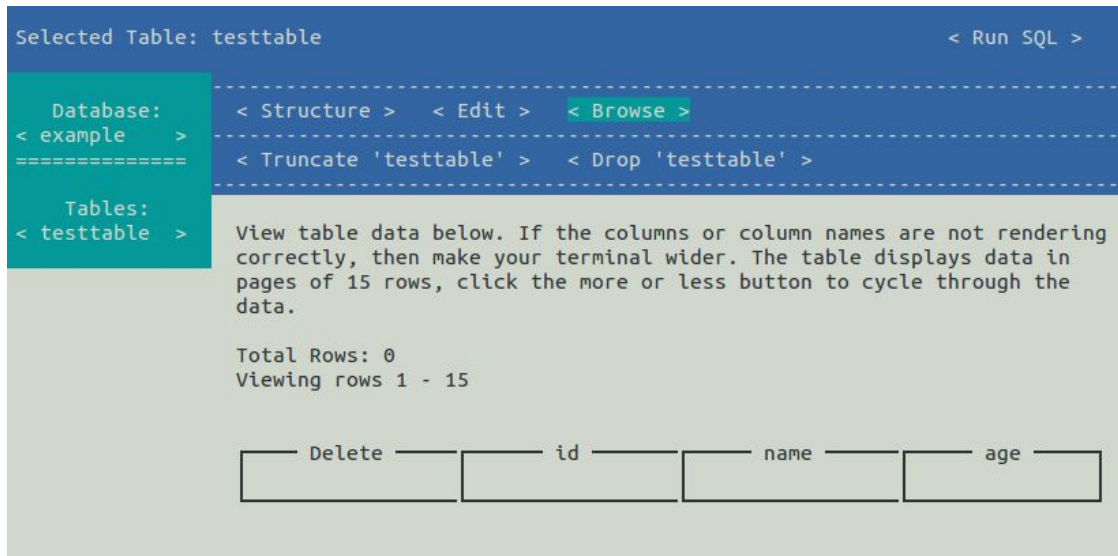 Selected Table: testtable < Run SQL >
Database:
< example >
==============
Tables:
< testtable >
< Structure > < Edit > < Browse >
< Truncate 'testtable' > < Drop 'testtable' >
View table data below. If the columns or column names are not rendering
correctly, then make your terminal wider. The table displays data in
pages of 15 rows, click the more or less button to cycle through the
data.
Total Rows: 0
Viewing rows 1 - 15
Delete id name age